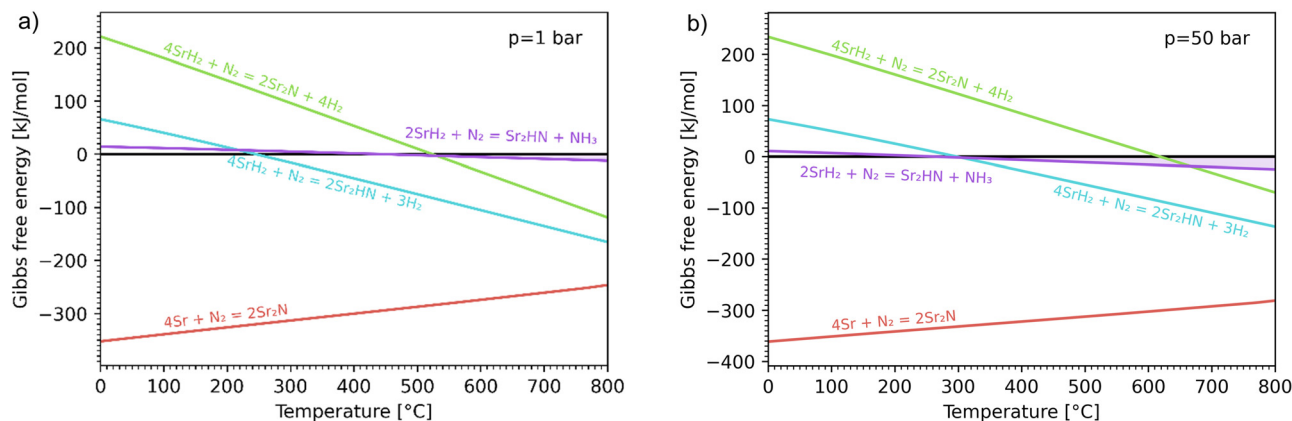 a)
p=1 bar
4SrH₂ + N₂ = 2Sr₂N + 4H₂
2SrH₂ + N₂ = Sr₂HN + NH₃
4SrH₂ + N₂ = 2Sr₂HN + 3H₂
4Sr + N₂ = 2Sr₂N
Gibbs free energy [kJ/mol]
200
100
0
−100
−200
−300
0 100 200 300 400 500 600 700 800
Temperature [°C]
b)
p=50 bar
4SrH₂ + N₂ = 2Sr₂N + 4H₂
2SrH₂ + N₂ = Sr₂HN + NH₃
4SrH₂ + N₂ = 2Sr₂HN + 3H₂
4Sr + N₂ = 2Sr₂N
Gibbs free energy [kJ/mol]
200
100
0
−100
−200
−300
−400
0 100 200 300 400 500 600 700 800
Temperature [°C]